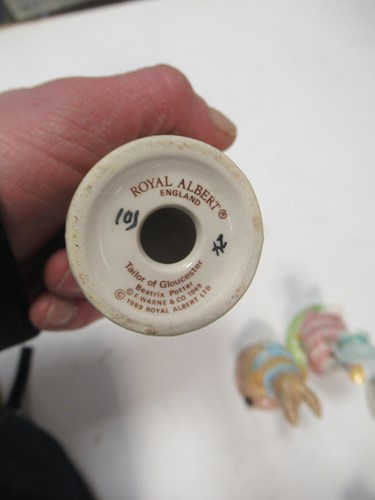 ROYAL ALBERT®
ENGLAND
101
Tailor of Gloucester
Beatrix Potter
© F. WARNE & CO. 1949
© 1989 ROYAL ALBERT LTD